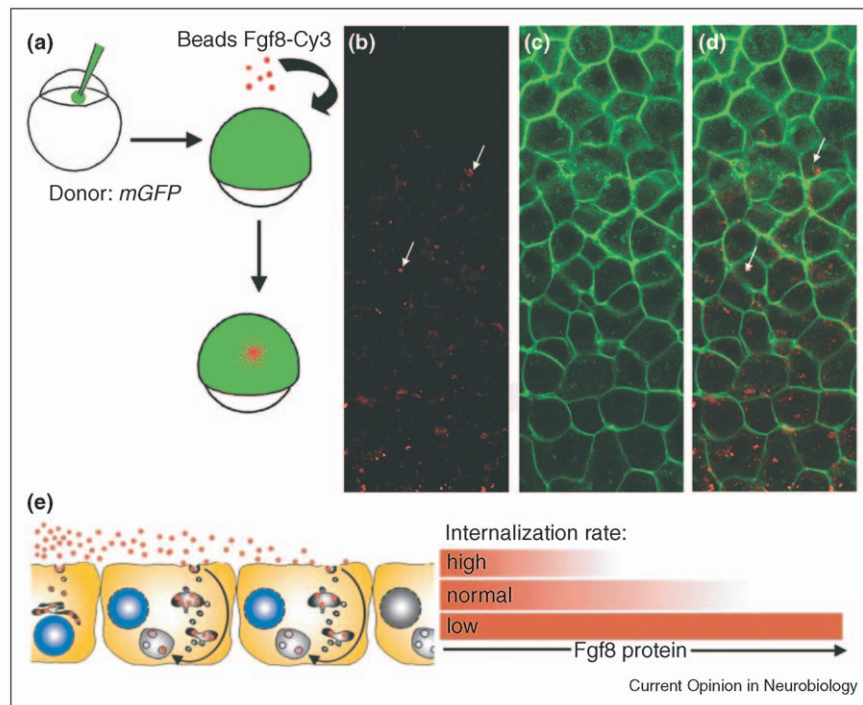 (a)
Beads Fgf8-Cy3
Donor: mGFP
(b)
(c)
(d)
(e)
Internalization rate:
high
normal
low
Fgf8 protein
Current Opinion in Neurobiology